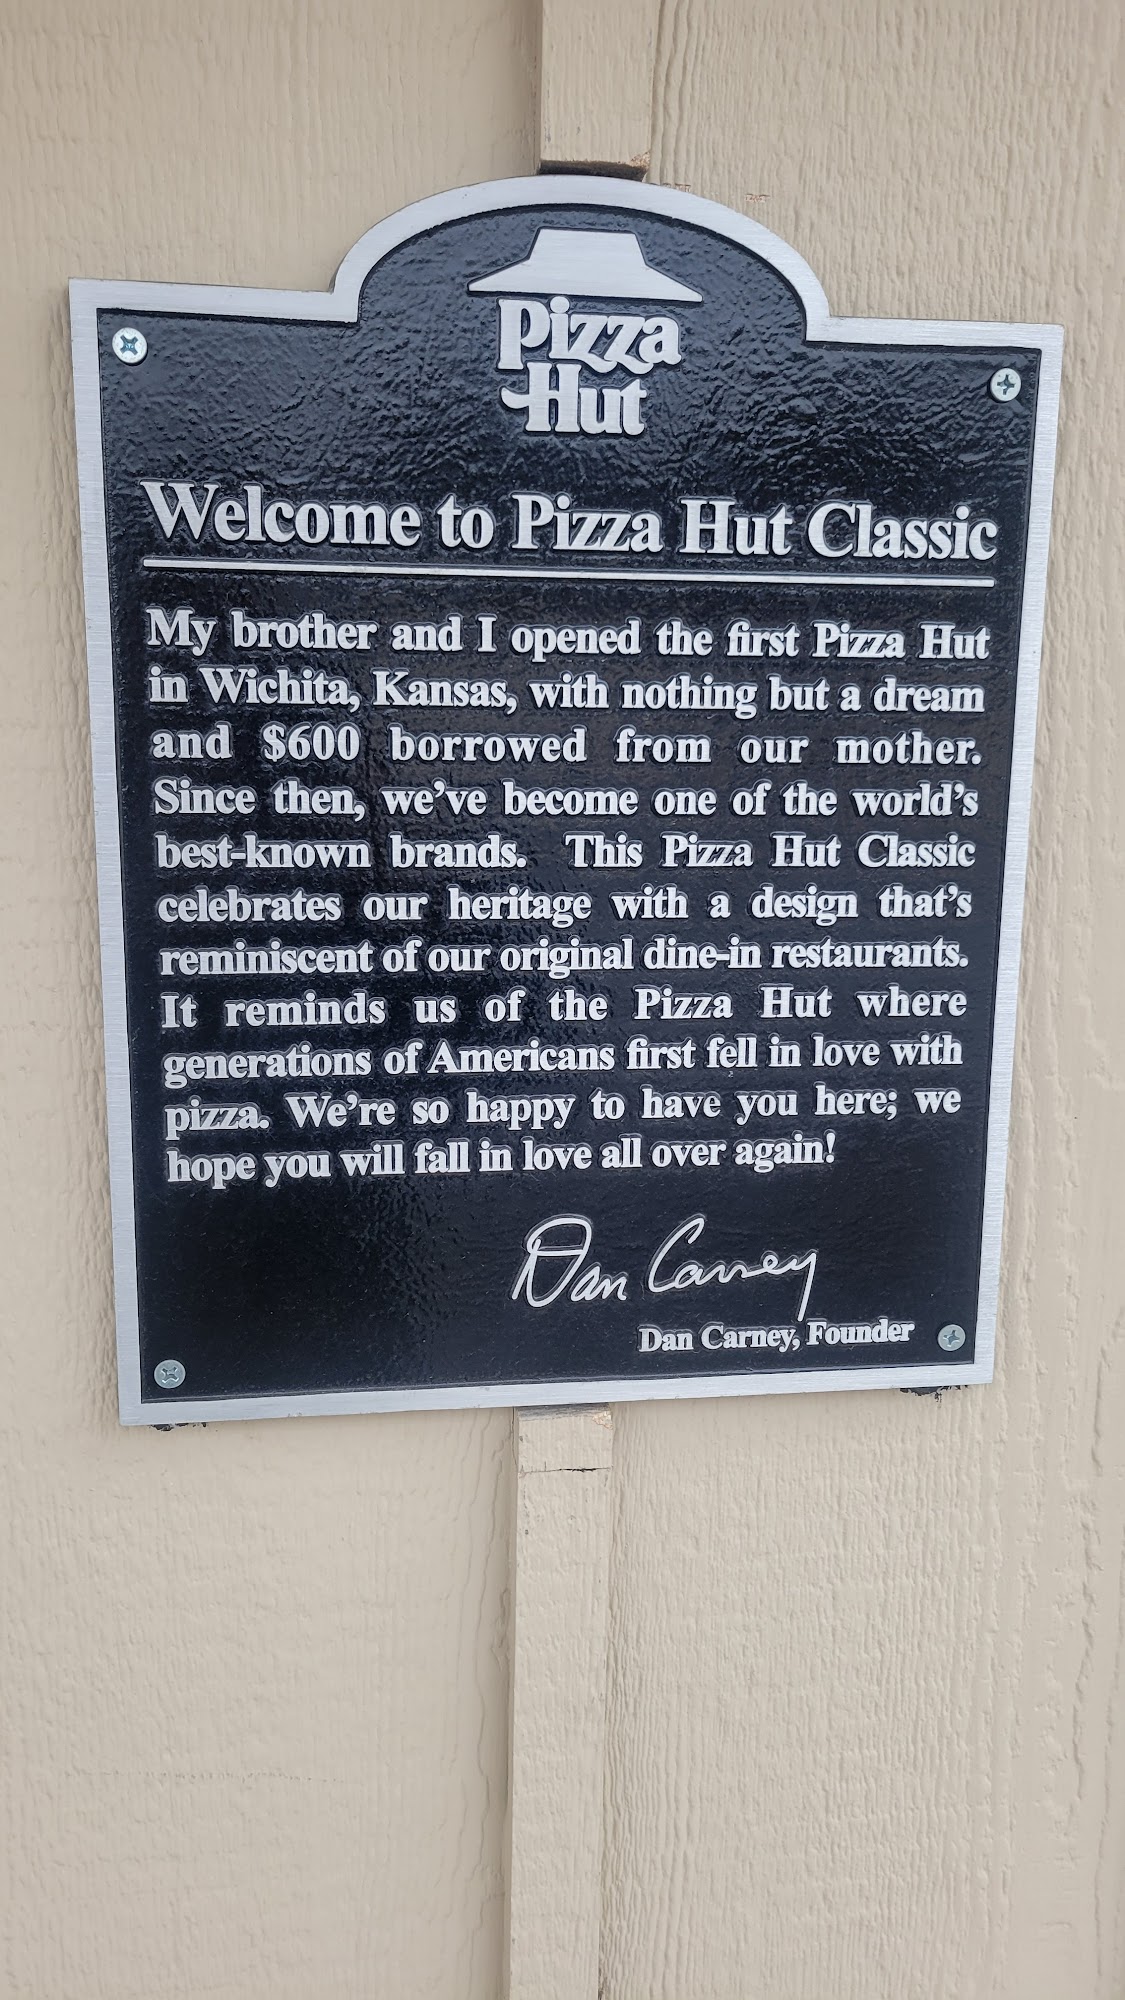 Pizza
Hut
Welcome to Pizza Hut Classic
My brother and I opened the first Pizza Hut
in Wichita, Kansas, with nothing but a dream
and $600 borrowed from our mother.
Since then, we've become one of the world's
best-known brands. This Pizza Hut Classic
celebrates our heritage with a design that's
reminiscent of our original dine-in restaurants.
It reminds us of the Pizza Hut where
generations of Americans first fell in love with
pizza. We're so happy to have you here; we
hope you will fall in love all over again!
Dan Carney
Dan Carney, Founder